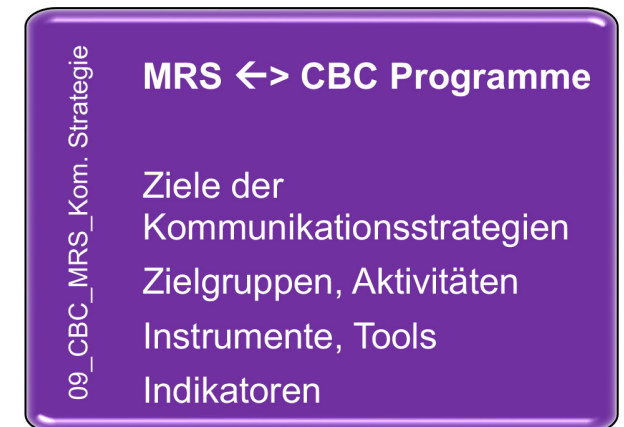 09_CBC_MRS_Kom. Strategie
MRS ←> CBC Programme
Ziele der
Kommunikationsstrategien
Zielgruppen, Aktivitäten
Instrumente, Tools
Indikatoren